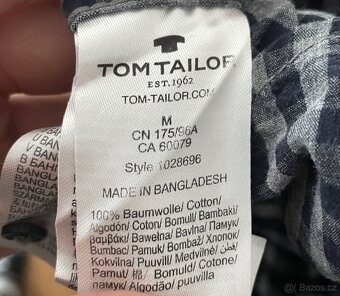 TOM TAILOR
EST. 1962
TOM-TAILOR.COM
M
CN 175/96A
CA 60079
Style 1028696
MADE IN BANGLADESH
100% Baumwolle/ Cotton/
Algodón/ Coton/ Bomull/ Bambaki/
βαμβάκι/ Bawełna/ Bavlna/ Памук/
Bumbac/ Pamuk/ Bombaž/ Хлопок/
Kokvilna/ Puuvill/ Medvilnė/ قطن/
Pamut/ 棉/ Bomuld/ Cotone/
Pamuk/ Algodão/ puuvilla
© Bazos.cz